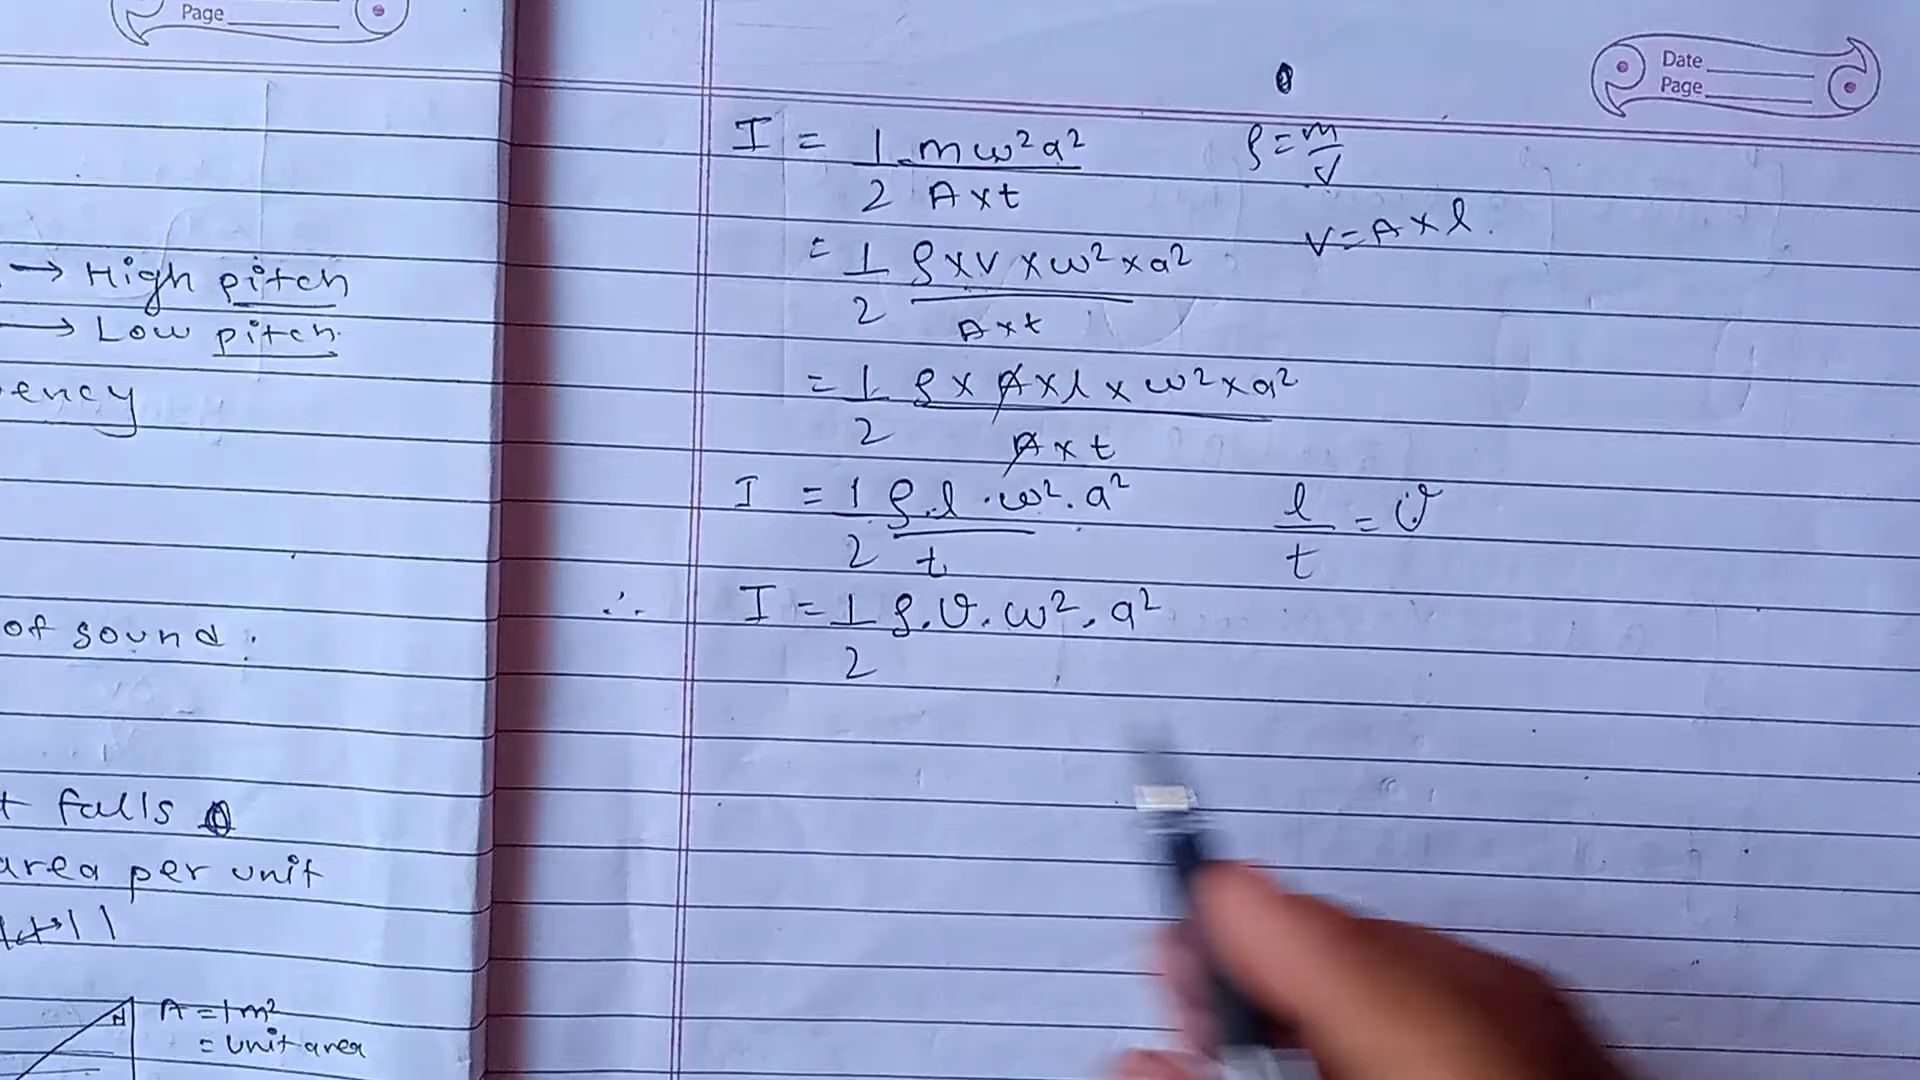 Page
→ High pitch
→ Low pitch.
ency
of sound.
t falls
area per unit
A = 1m²
= unit area
Date
Page
I = 1/2 mω²a² / A×t
ρ = m/V
= 1/2 ρ×V×ω²×a² / A×t
V = A×l.
= 1/2 ρ×A×l×ω²×a² / A×t
I = 1/2 ρ.l.ω².a² / t
l/t = v
∴ I = 1/2 ρ.v.ω².a²